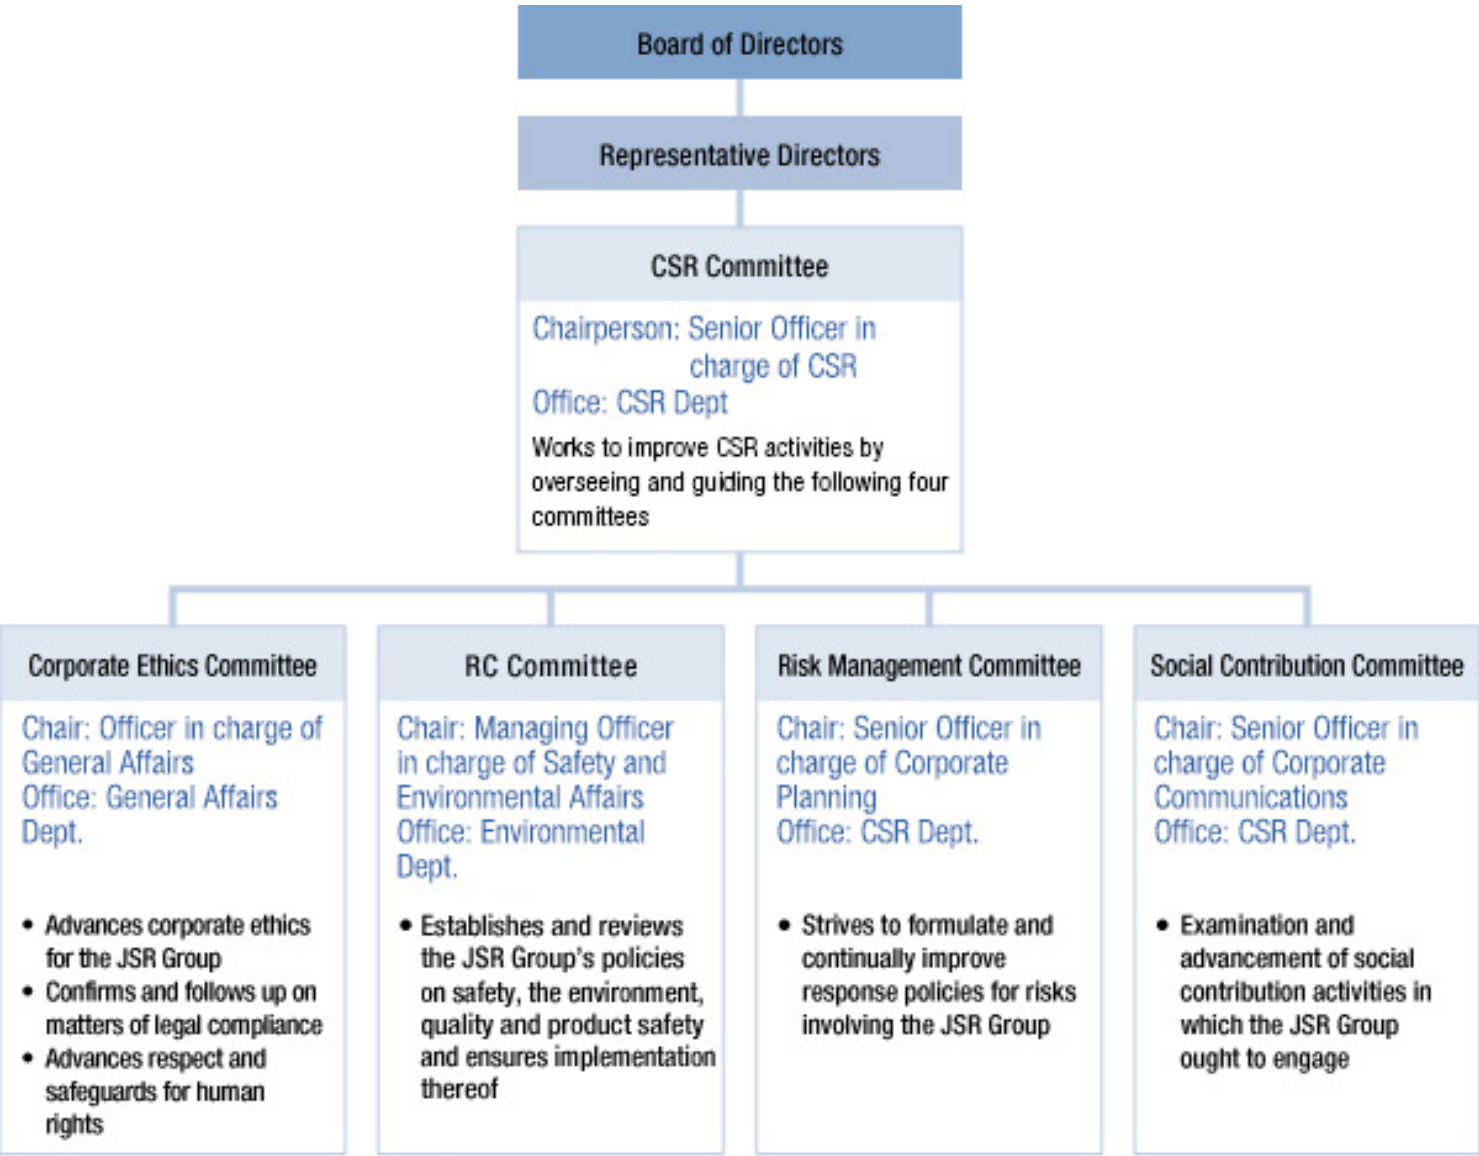 Board of Directors
Representative Directors
CSR Committee
Chairperson: Senior Officer in
charge of CSR
Office: CSR Dept
Works to improve CSR activities by
overseeing and guiding the following four
committees
Corporate Ethics Committee
Chair: Officer in charge of
General Affairs
Office: General Affairs
Dept.
• Advances corporate ethics
for the JSR Group
• Confirms and follows up on
matters of legal compliance
• Advances respect and
safeguards for human
rights
RC Committee
Chair: Managing Officer
in charge of Safety and
Environmental Affairs
Office: Environmental
Dept.
• Establishes and reviews
the JSR Group's policies
on safety, the environment,
quality and product safety
and ensures implementation
thereof
Risk Management Committee
Chair: Senior Officer in
charge of Corporate
Planning
Office: CSR Dept.
• Strives to formulate and
continually improve
response policies for risks
involving the JSR Group
Social Contribution Committee
Chair: Senior Officer in
charge of Corporate
Communications
Office: CSR Dept.
• Examination and
advancement of social
contribution activities in
which the JSR Group
ought to engage